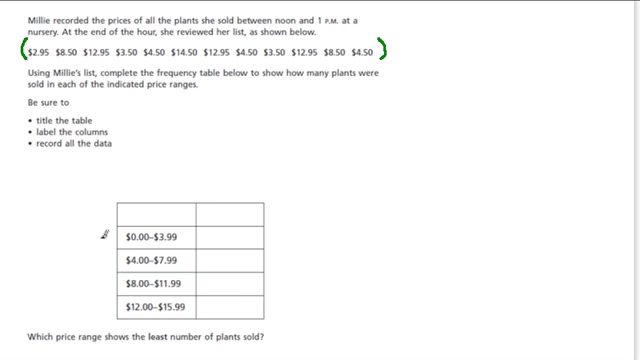 Millie recorded the prices of all the plants she sold between noon and 1 P.M. at a
nursery. At the end of the hour, she reviewed her list, as shown below.
$2.95 $8.50 $12.95 $3.50 $4.50 $14.50 $12.95 $4.50 $3.50 $12.95 $8.50 $4.50
Using Millie's list, complete the frequency table below to show how many plants were
sold in each of the indicated price ranges.
Be sure to
• title the table
• label the columns
• record all the data
$0.00–$3.99
$4.00–$7.99
$8.00–$11.99
$12.00–$15.99
Which price range shows the least number of plants sold?